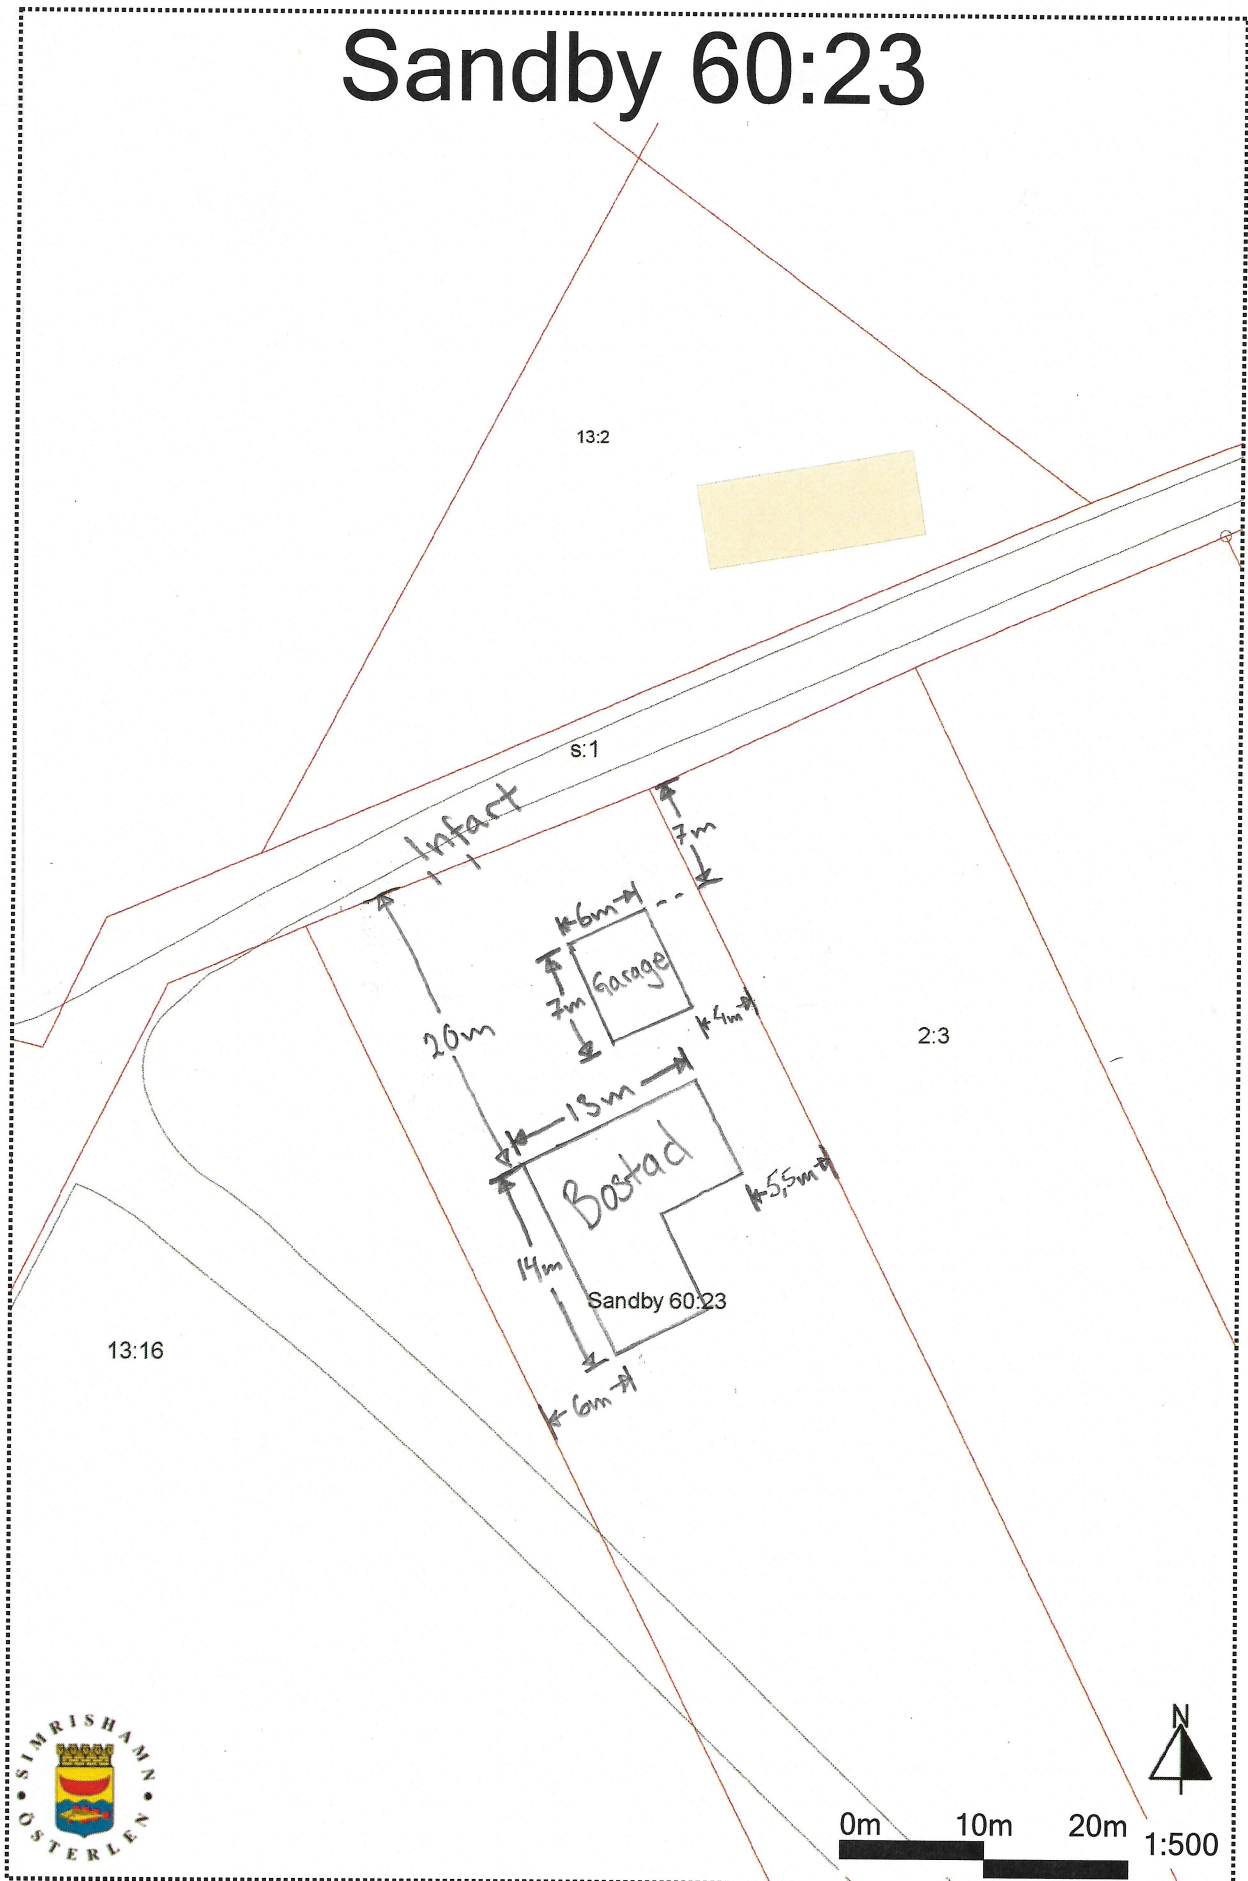 Sandby 60:23
13:2
s:1
Infart
7m
6m
Garage
7m
4m
20m
2:3
13m
Bostad
5,5m
14m
Sandby 60:23
13:16
6m
SIMRISHAMN
ÖSTERLEN
N
0m 10m 20m 1:500